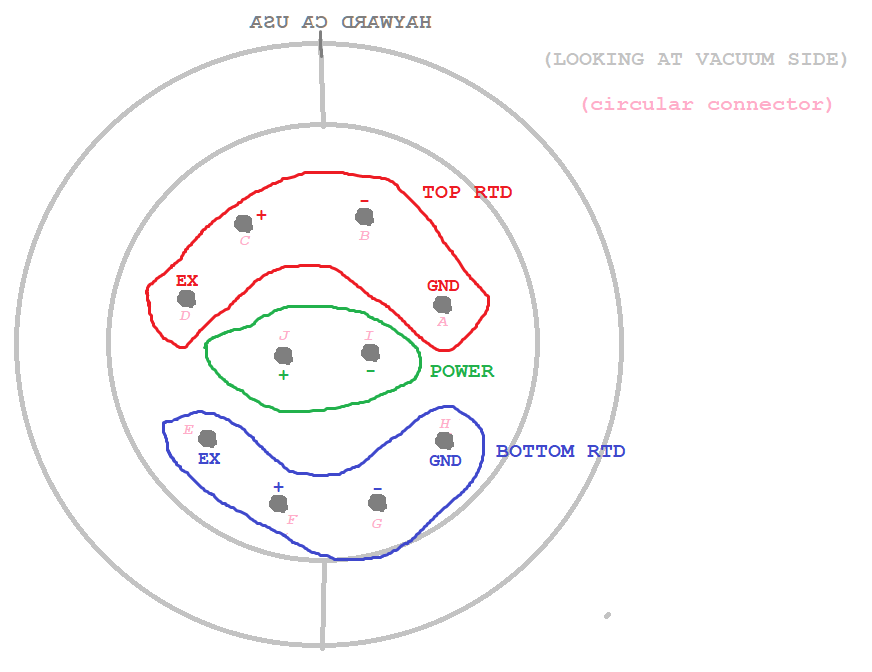 HAYWARD CA USA
(LOOKING AT VACUUM SIDE)
(circular connector)
TOP RTD
+
-
C
B
EX
GND
D
A
J
I
+
-
POWER
E
H
EX
GND
BOTTOM RTD
+
-
F
G